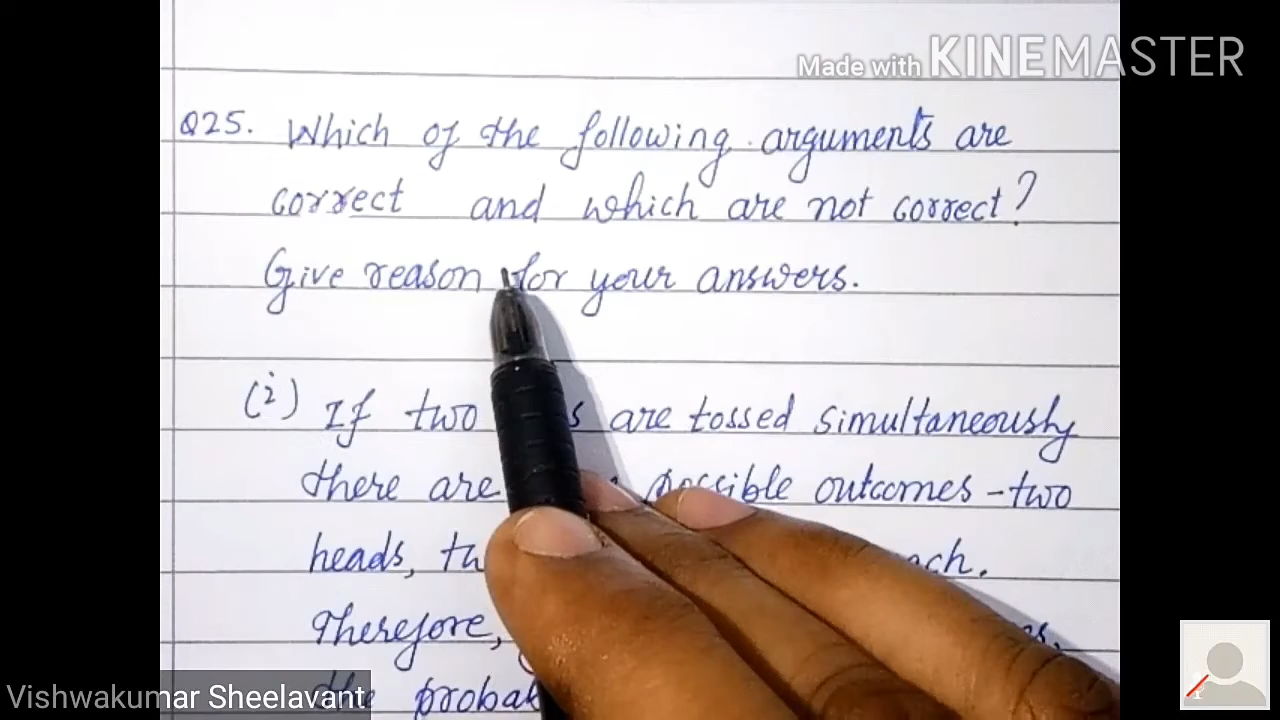 Made with KINEMASTER
Q25. Which of the following arguments are
correct and which are not correct?
Give reason for your answers.
(i) If two are tossed simultaneously
there are possible outcomes - two
heads,
Therefore,
the
Vishwakumar Sheelavant